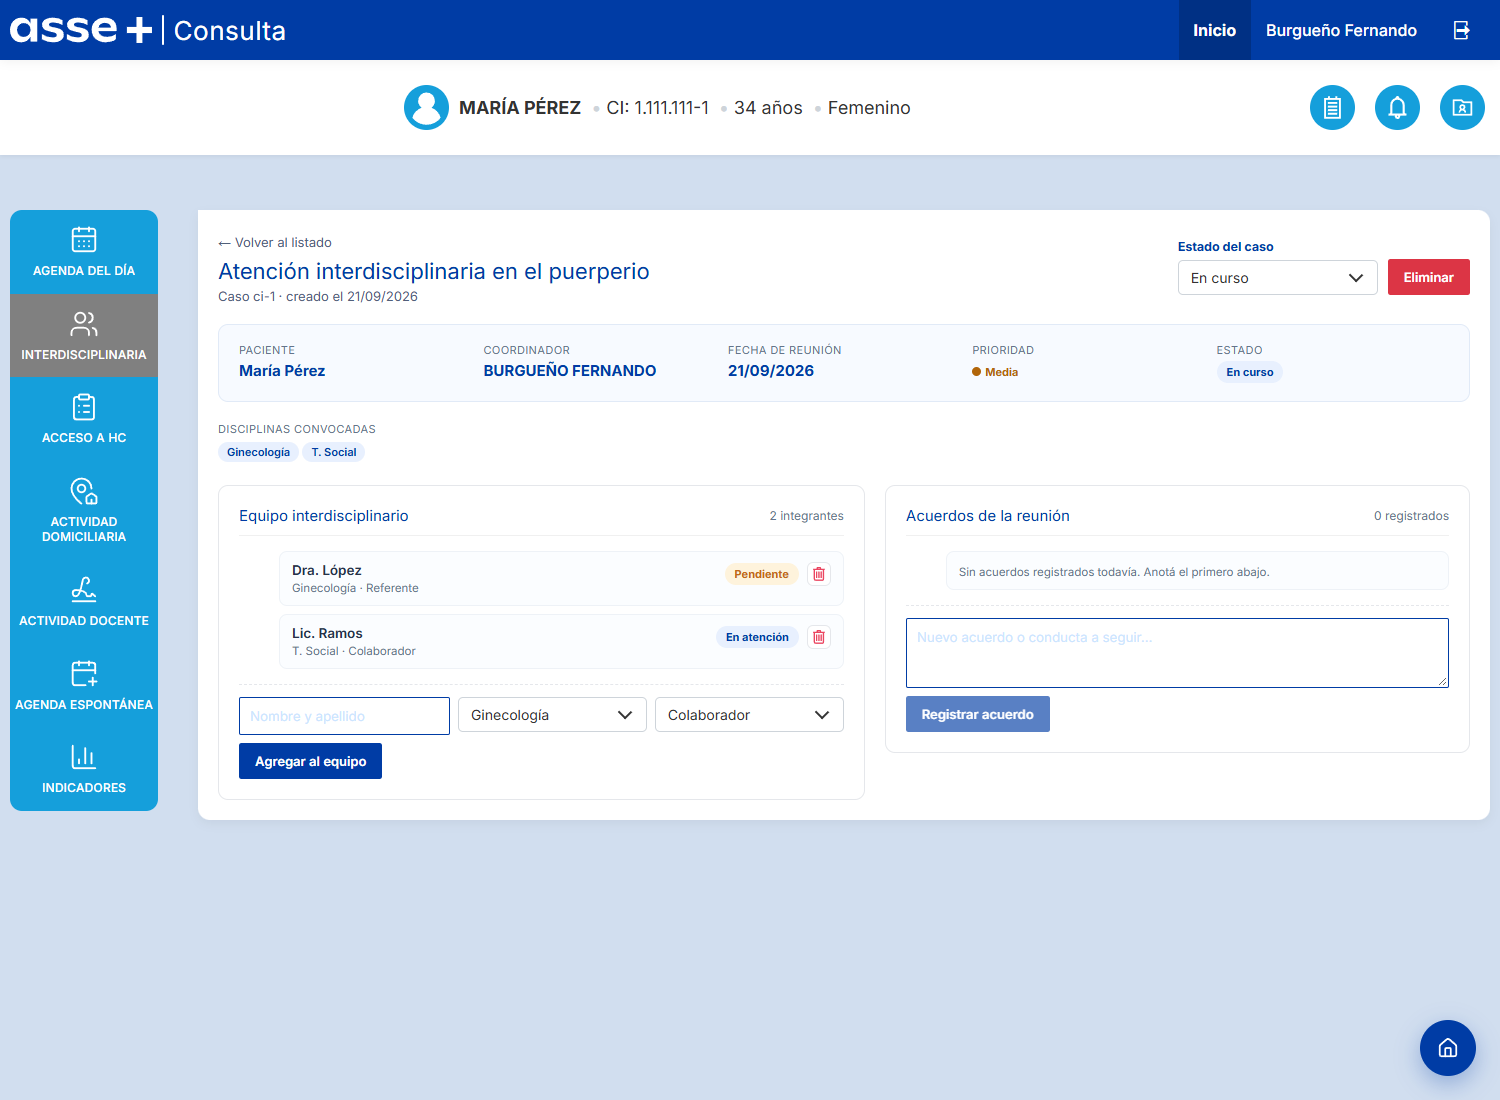 asse + | Consulta
Inicio
Burgueño Fernando
MARÍA PÉREZ • CI: 1.111.111-1 • 34 años • Femenino
AGENDA DEL DÍA
INTERDISCIPLINARIA
ACCESO A HC
ACTIVIDAD
DOMICILIARIA
ACTIVIDAD DOCENTE
AGENDA ESPONTÁNEA
INDICADORES
← Volver al listado
Atención interdisciplinaria en el puerperio
Caso ci-1 · creado el 21/09/2026
Estado del caso
En curso
Eliminar
PACIENTE
María Pérez
COORDINADOR
BURGUEÑO FERNANDO
FECHA DE REUNIÓN
21/09/2026
PRIORIDAD
Media
ESTADO
En curso
DISCIPLINAS CONVOCADAS
Ginecología
T. Social
Equipo interdisciplinario
2 integrantes
Dra. López
Ginecología · Referente
Pendiente
Lic. Ramos
T. Social · Colaborador
En atención
Nombre y apellido
Ginecología
Colaborador
Agregar al equipo
Acuerdos de la reunión
0 registrados
Sin acuerdos registrados todavía. Anotá el primero abajo.
Nuevo acuerdo o conducta a seguir...
Registrar acuerdo